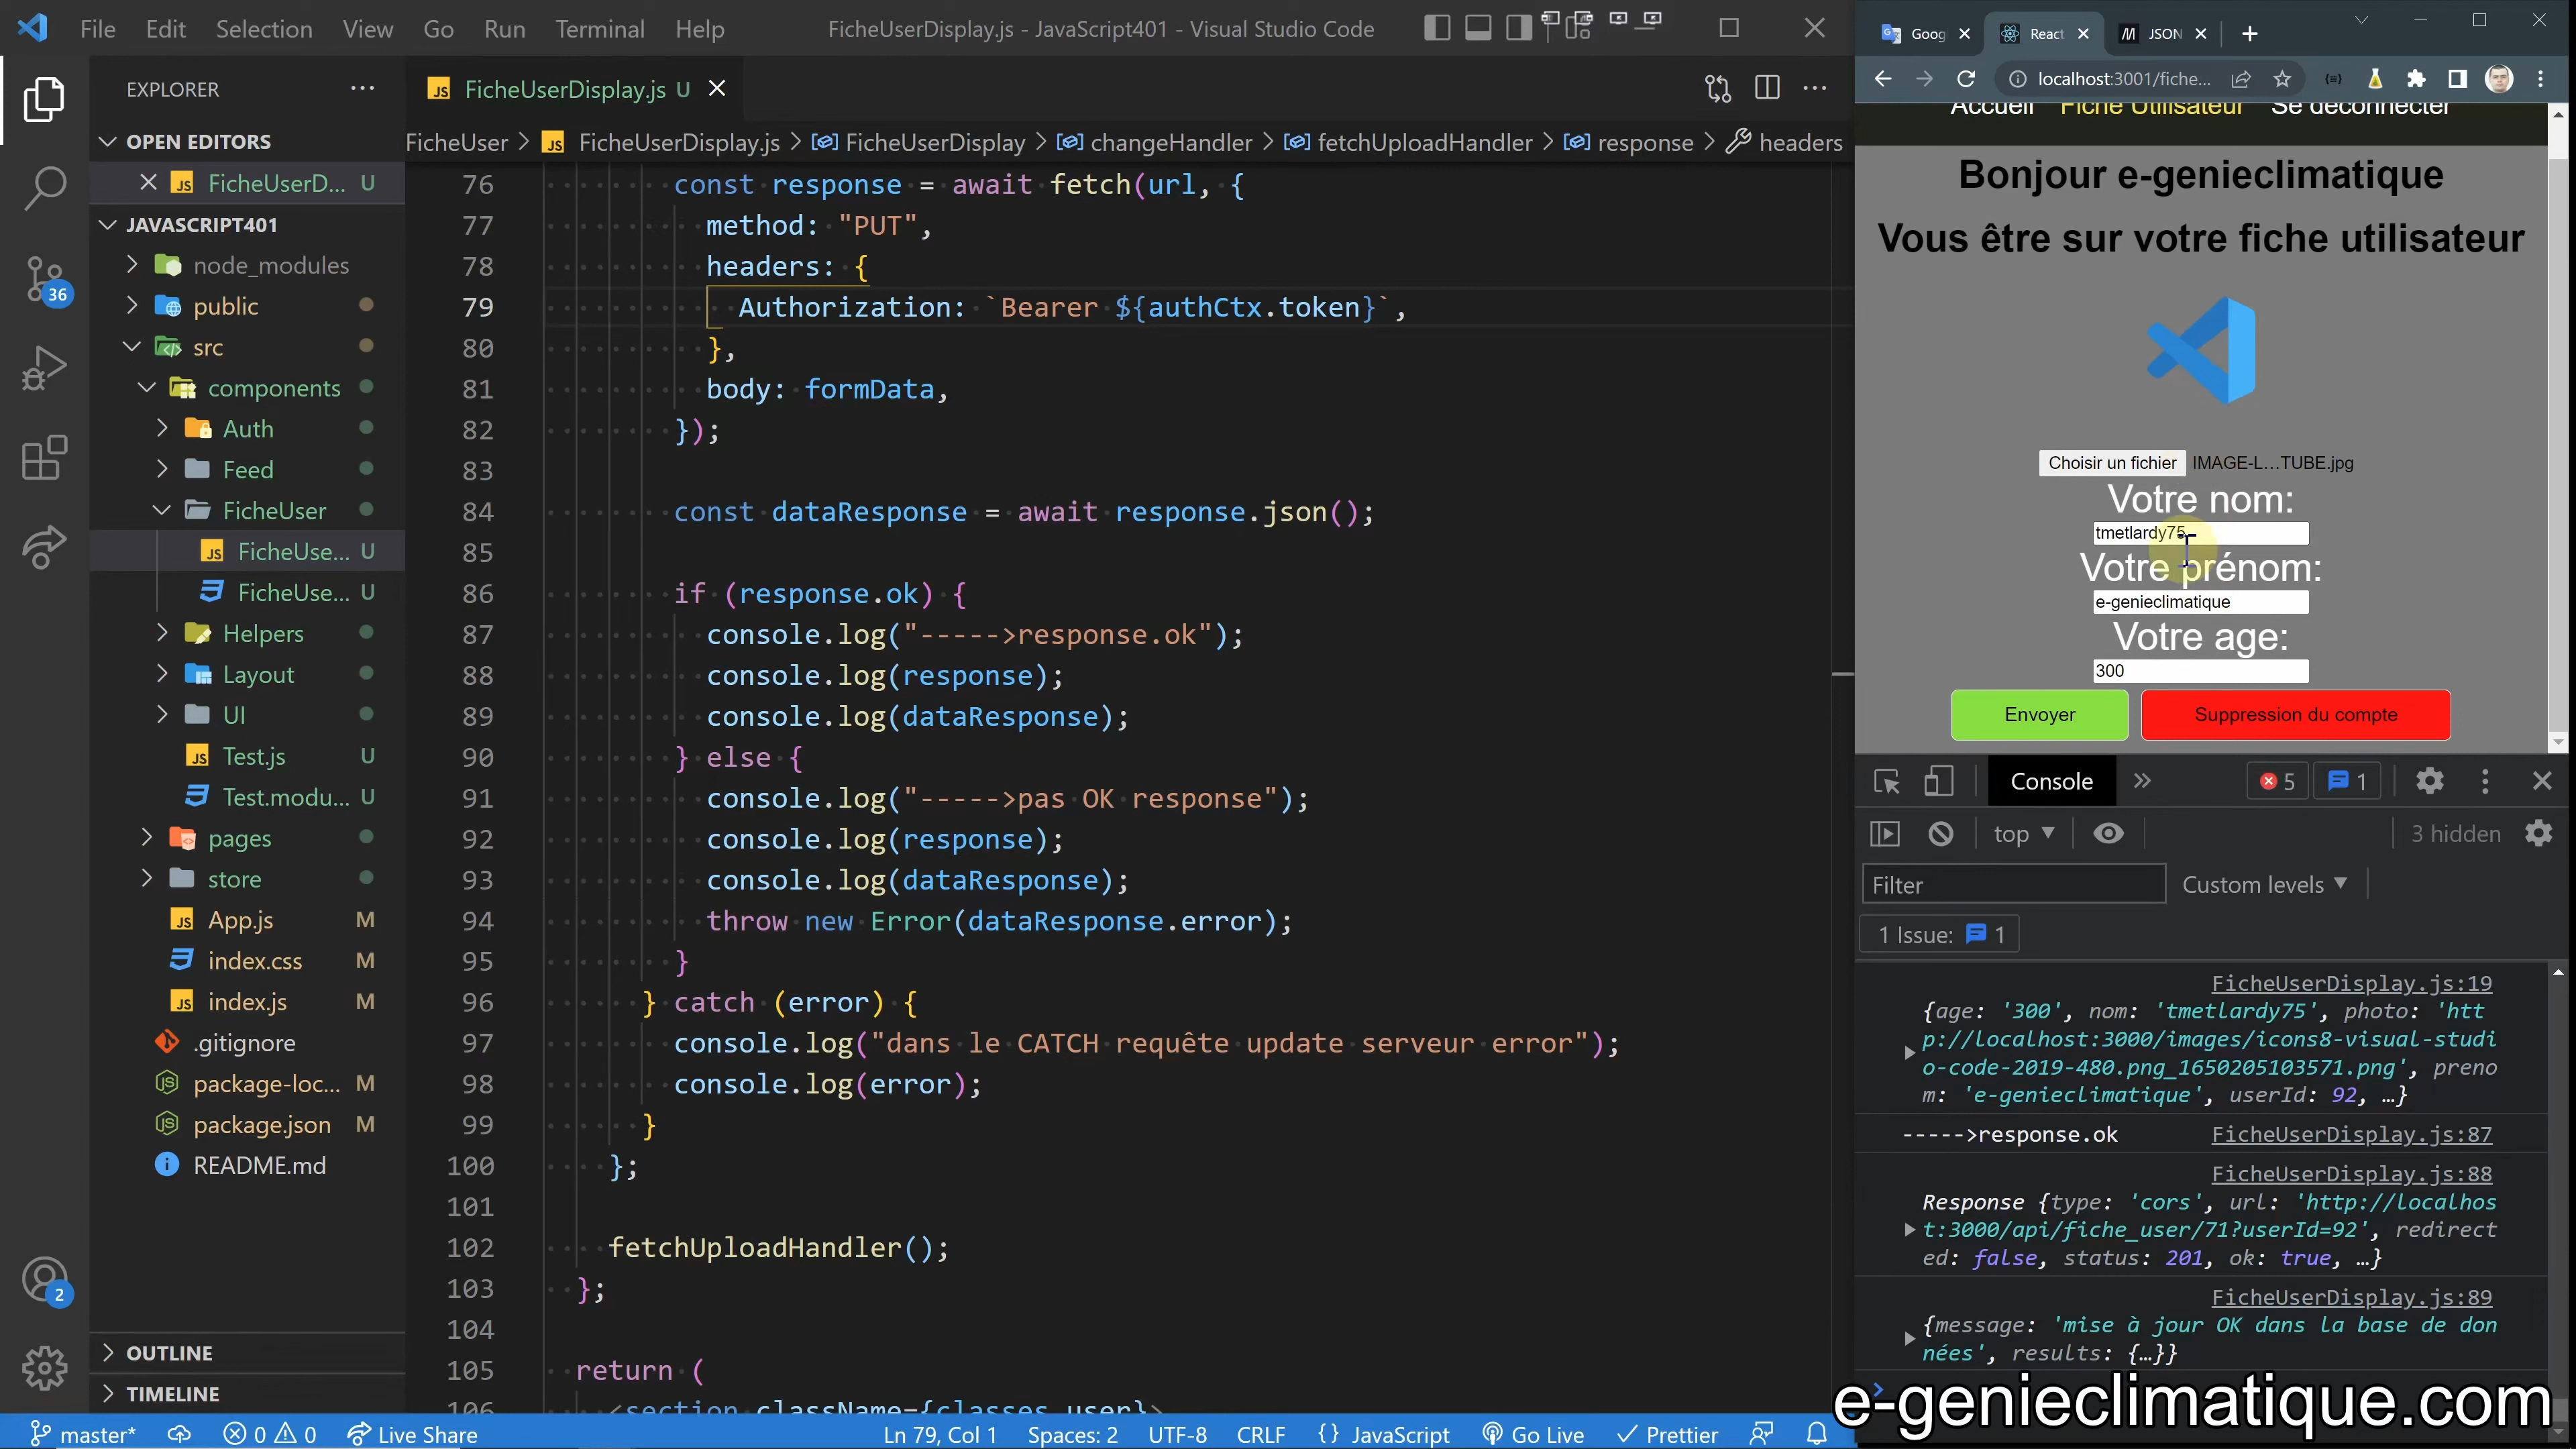 File Edit Selection View Go Run Terminal Help FicheUserDisplay.js - JavaScript401 - Visual Studio Code
EXPLORER
OPEN EDITORS
FicheUserD... U
JAVASCRIPT401
node_modules
public
src
components
Auth
Feed
FicheUser
FicheUse... U
FicheUse... U
Helpers
Layout
UI
Test.js U
Test.modu... U
pages
store
App.js M
index.css M
index.js M
.gitignore
package-loc... M
package.json M
README.md
OUTLINE
TIMELINE
36
2
FicheUserDisplay.js U
FicheUser > FicheUserDisplay.js > FicheUserDisplay > changeHandler > fetchUploadHandler > response > headers
76 const response = await fetch(url, {
77 method: "PUT",
78 headers: {
79 Authorization: `Bearer ${authCtx.token}`,
80 },
81 body: formData,
82 });
83
84 const dataResponse = await response.json();
85
86 if (response.ok) {
87 console.log("----->response.ok");
88 console.log(response);
89 console.log(dataResponse);
90 } else {
91 console.log("----->pas OK response");
92 console.log(response);
93 console.log(dataResponse);
94 throw new Error(dataResponse.error);
95 }
96 } catch (error) {
97 console.log("dans le CATCH requête update serveur error");
98 console.log(error);
99 }
100 };
101
102 fetchUploadHandler();
103 };
104
105 return (
106 <section className={classes.user}>
master* 0 0 Live Share Ln 79, Col 1 Spaces: 2 UTF-8 CRLF {} JavaScript Go Live Prettier
Goog React JSON
localhost:3001/fiche...
Accueil Fiche Utilisateur Se déconnecter
Bonjour e-genieclimatique
Vous être sur votre fiche utilisateur
Choisir un fichier IMAGE-L...TUBE.jpg
Votre nom:
tmetlardy75
Votre prénom:
e-genieclimatique
Votre age:
300
Envoyer Suppression du compte
Console 5 1
top 3 hidden
Filter Custom levels
1 Issue: 1
FicheUserDisplay.js:19
{age: '300', nom: 'tmetlardy75', photo: 'htt
p://localhost:3000/images/icons8-visual-studi
o-code-2019-480.png_1650205103571.png', preno
m: 'e-genieclimatique', userId: 92, …}
----->response.ok FicheUserDisplay.js:87
FicheUserDisplay.js:88
Response {type: 'cors', url: 'http://localhos
t:3000/api/fiche_user/71?userId=92', redirect
ed: false, status: 201, ok: true, …}
FicheUserDisplay.js:89
{message: 'mise à jour OK dans la base de don
nées', results: {…}}
e-genieclimatique.com